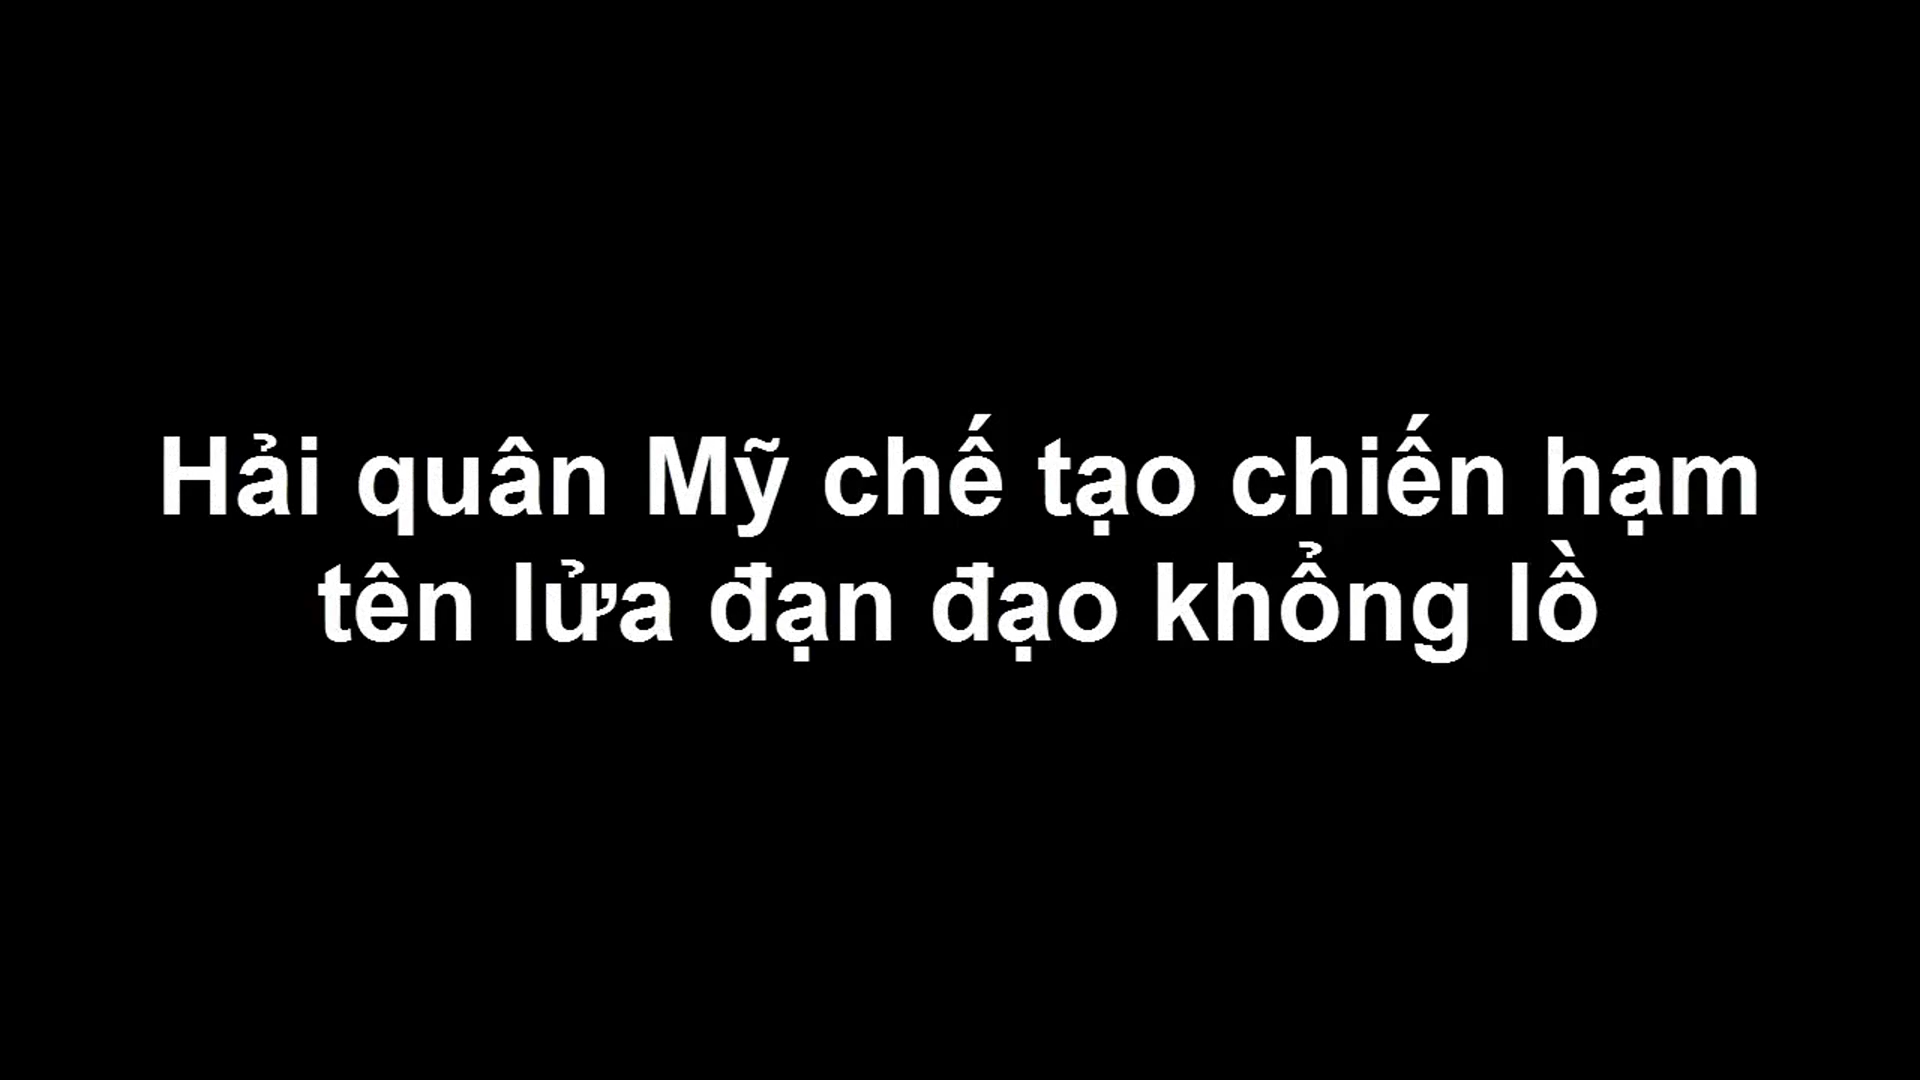 Hải quân Mỹ chế tạo chiến hạm
tên lửa đạn đạo khổng lồ